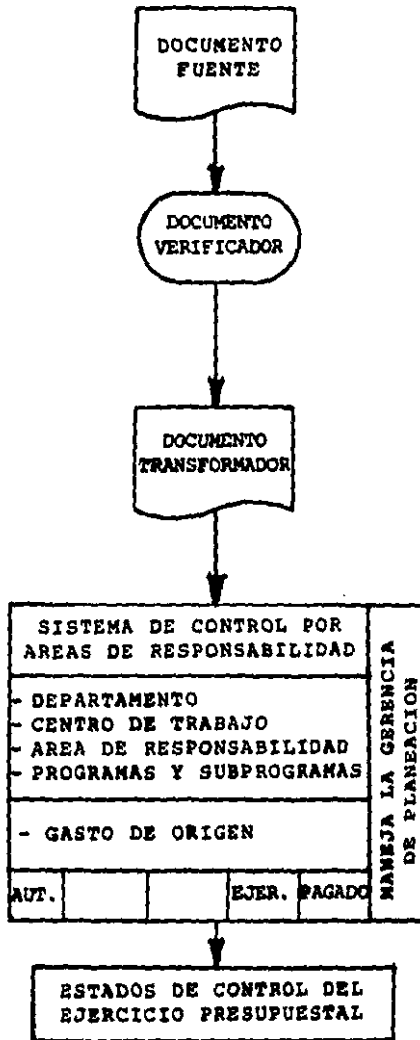 DOCUMENTO
FUENTE
DOCUMENTO
VERIFICADOR
DOCUMENTO
TRANSFORMADOR
SISTEMA DE CONTROL POR
AREAS DE RESPONSABILIDAD
- DEPARTAMENTO
- CENTRO DE TRABAJO
- AREA DE RESPONSABILIDAD
- PROGRAMAS Y SUBPROGRAMAS
- GASTO DE ORIGEN
AUT. EJER. PAGADO
MANEJA LA GERENCIA
DE PLANEACION
ESTADOS DE CONTROL DEL
EJERCICIO PRESUPUESTAL